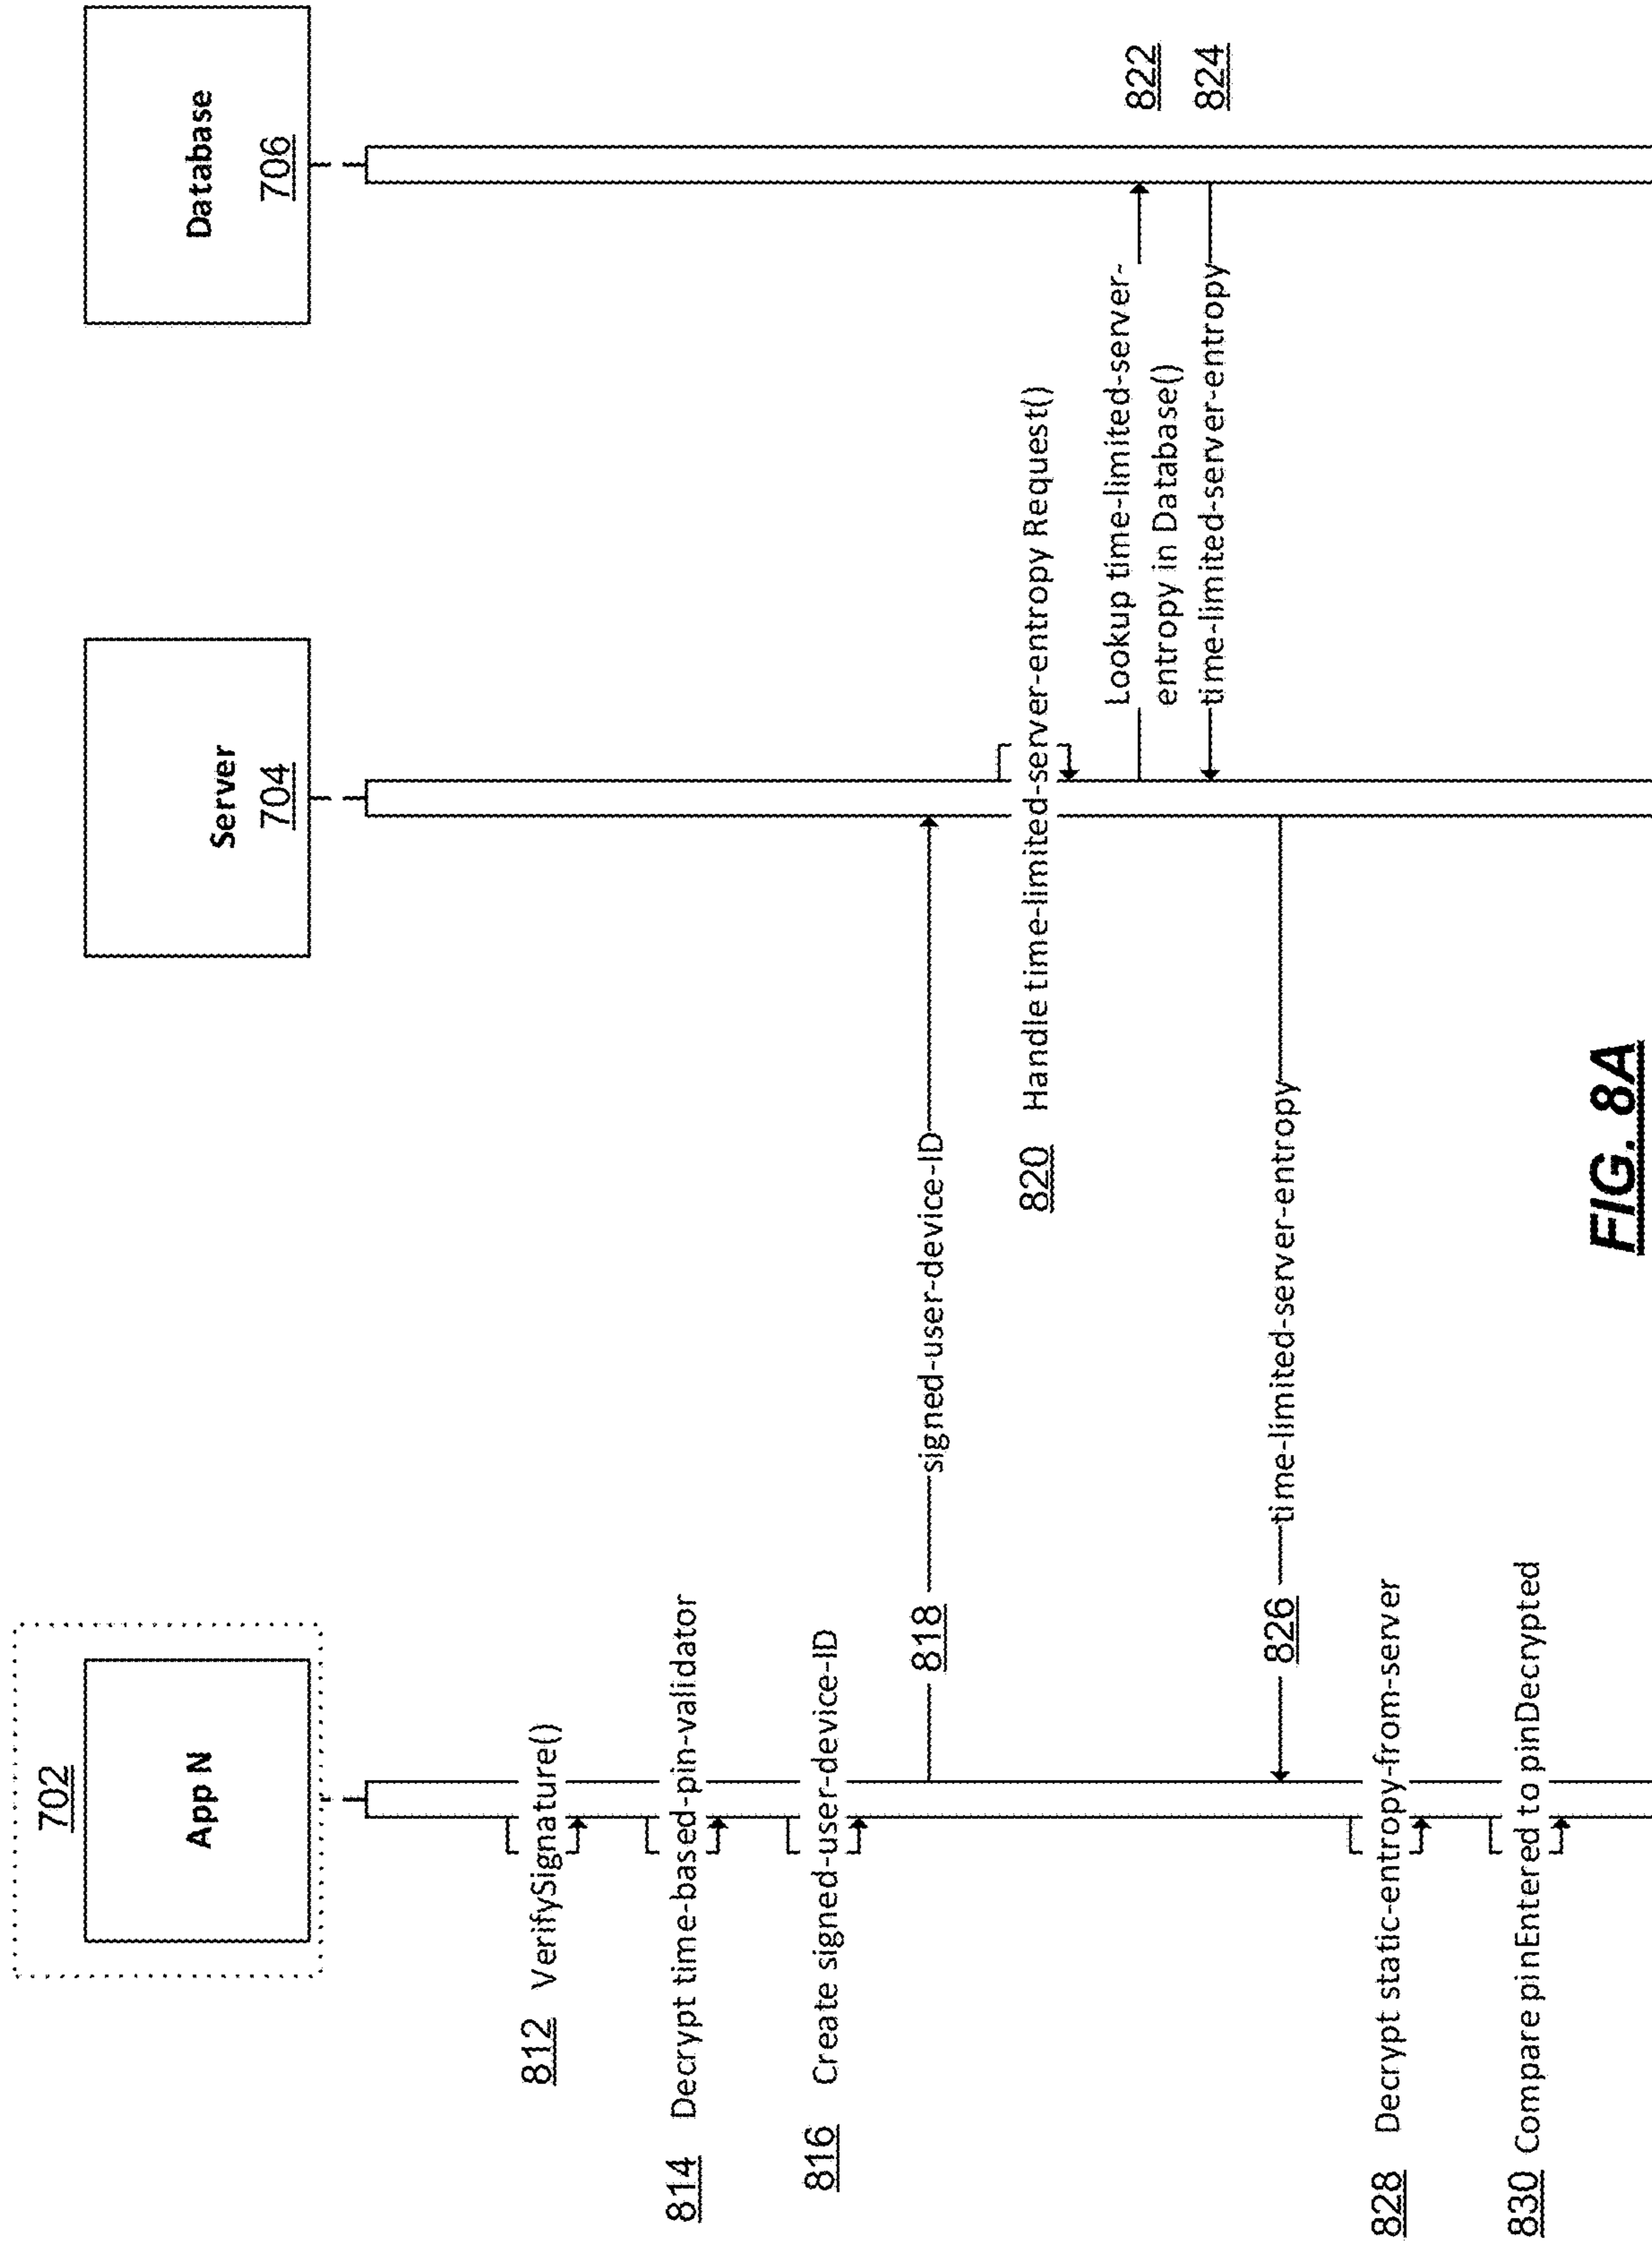 702
App N
Server
704
Database
706
812 VerifySignature()
814 Decrypt time-based-pin-validator
816 Create signed-user-device-ID
818 signed-user-device-ID
820 Handle time-limited-server-entropy Request()
Lookup time-limited-server-
entropy in Database()
822
time-limited-server-entropy
824
826 time-limited-server-entropy
828 Decrypt static-entropy-from-server
830 Compare pinEntered to pinDecrypted
FIG. 8A